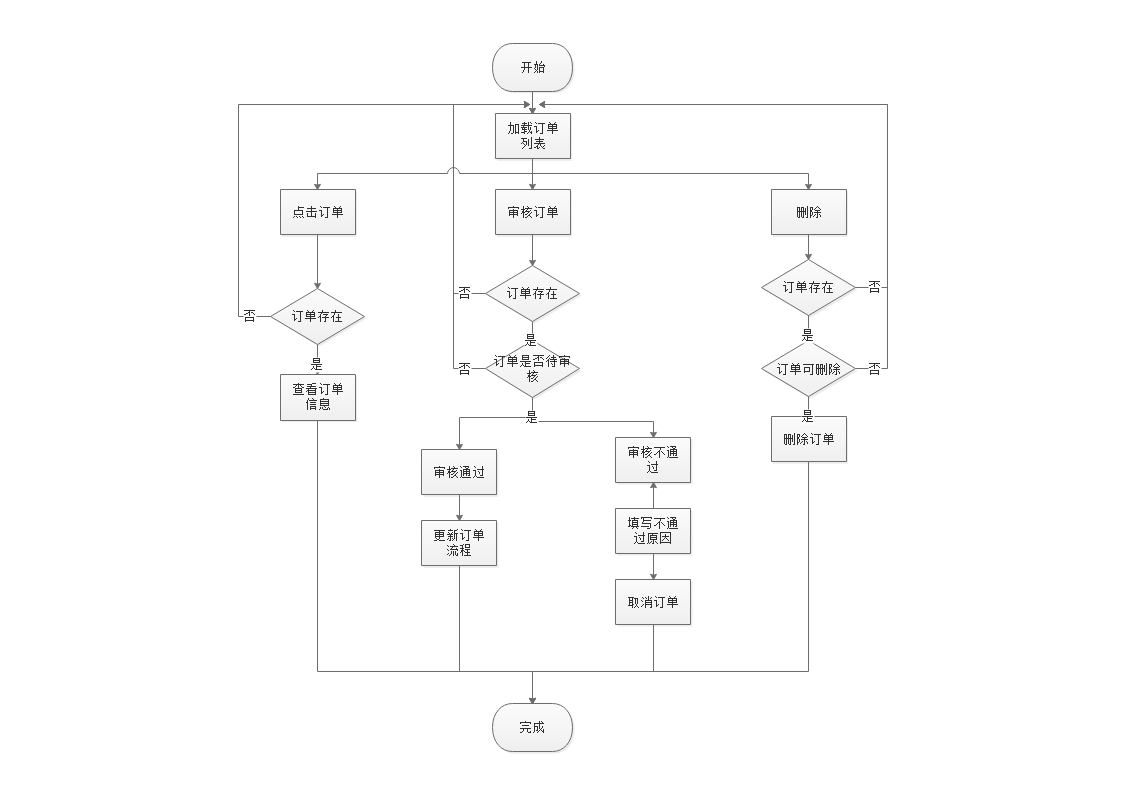 开始
加载订单
列表
点击订单
审核订单
删除
订单存在
否
是
查看订单
信息
否
订单存在
是
否
订单是否待审
核
是
订单存在
否
是
订单可删除
否
是
删除订单
审核通过
更新订单
流程
审核不通
过
填写不通
过原因
取消订单
完成